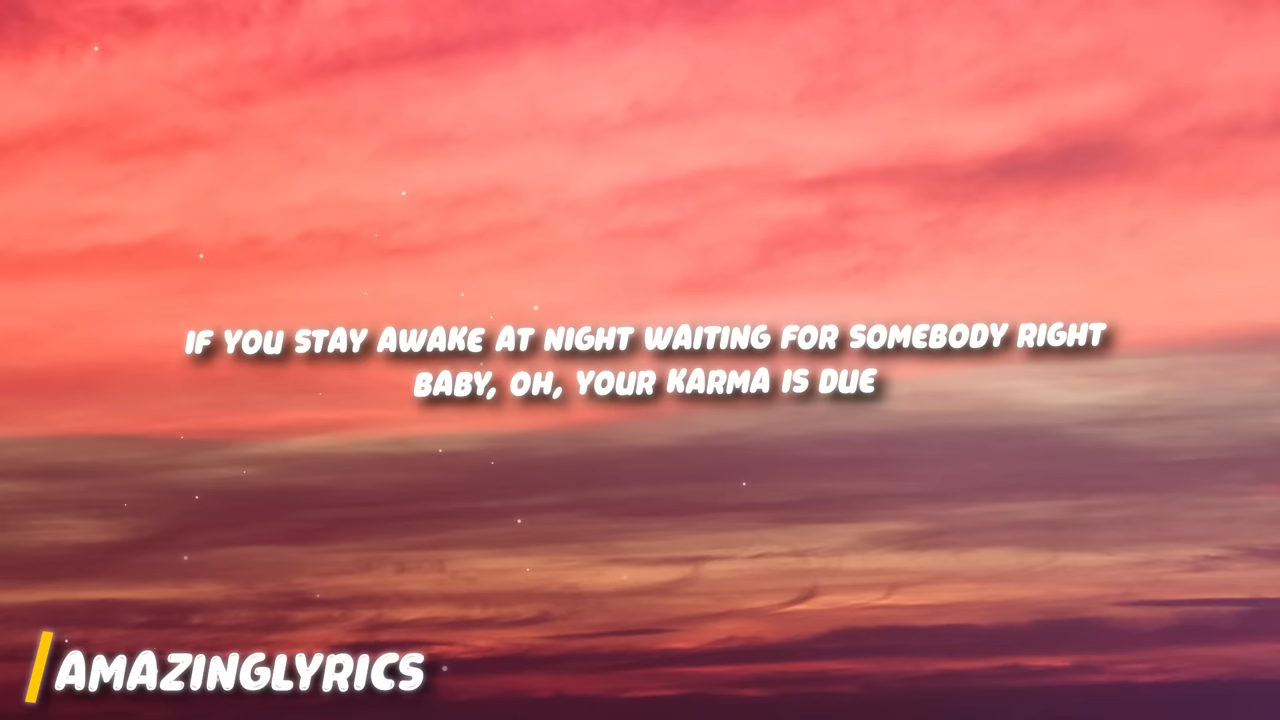 IF YOU STAY AWAKE AT NIGHT WAITING FOR SOMEBODY RIGHT
BABY, OH, YOUR KARMA IS DUE
AMAZINGLYRICS